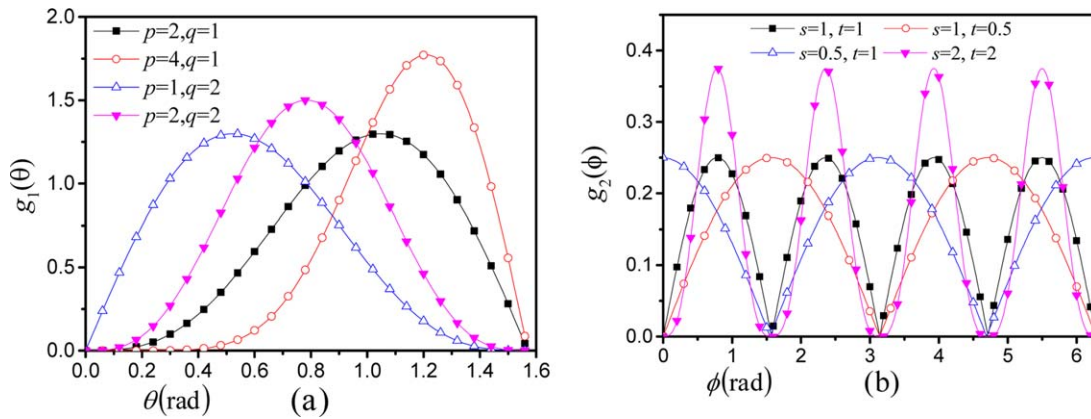 g₁(θ)
2.0
1.5
1.0
0.5
0.0
p=2,q=1
p=4,q=1
p=1,q=2
p=2,q=2
0.0 0.2 0.4 0.6 0.8 1.0 1.2 1.4 1.6
θ(rad) (a)
g₂(ϕ)
0.4
0.3
0.2
0.1
0.0
s=1, t=1 s=1, t=0.5
s=0.5, t=1 s=2, t=2
0 1 2 3 4 5 6
ϕ(rad) (b)